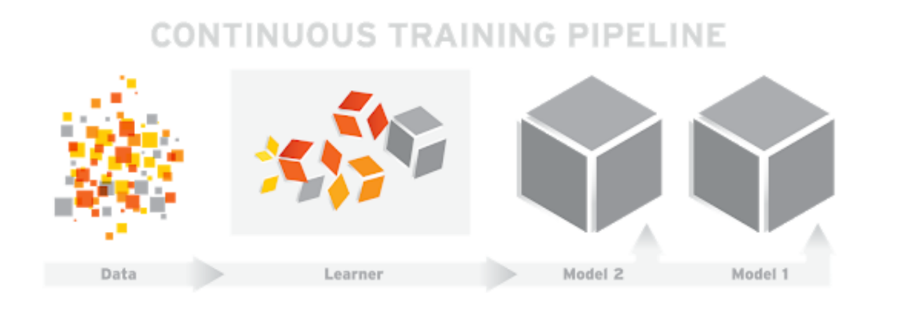 CONTINUOUS TRAINING PIPELINE
Data
Learner
Model 2
Model 1